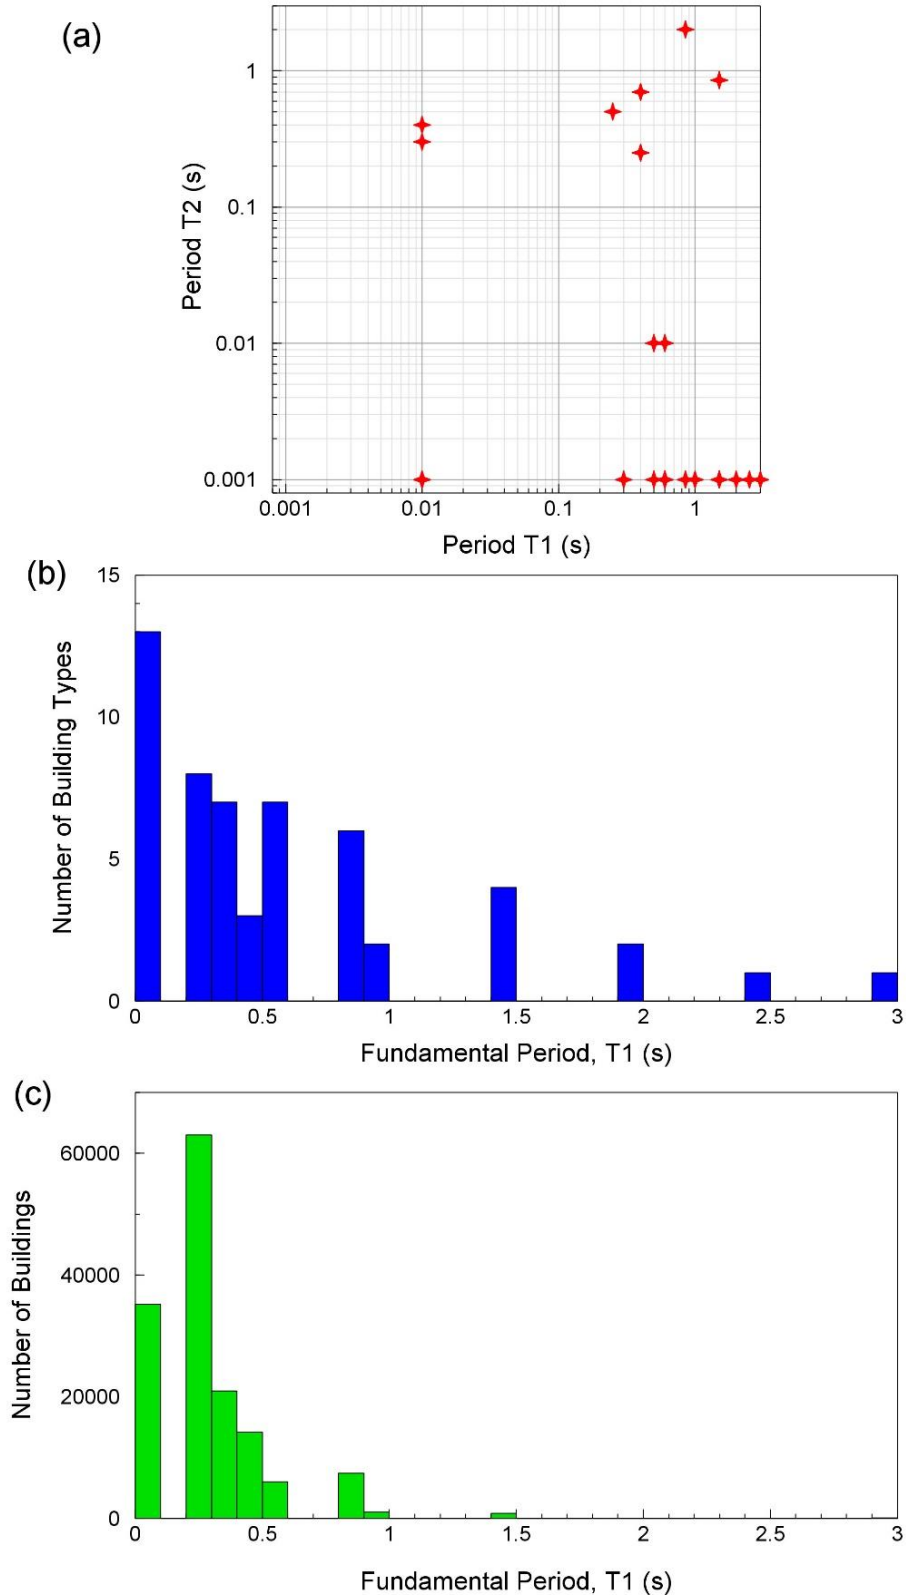 (a)
1
0.1
0.01
0.001
Period T2 (s)
0.001 0.01 0.1 1
Period T1 (s)
(b)
15
10
5
0
Number of Building Types
0 0.5 1 1.5 2 2.5 3
Fundamental Period, T1 (s)
(c)
60000
40000
20000
0
Number of Buildings
0 0.5 1 1.5 2 2.5 3
Fundamental Period, T1 (s)